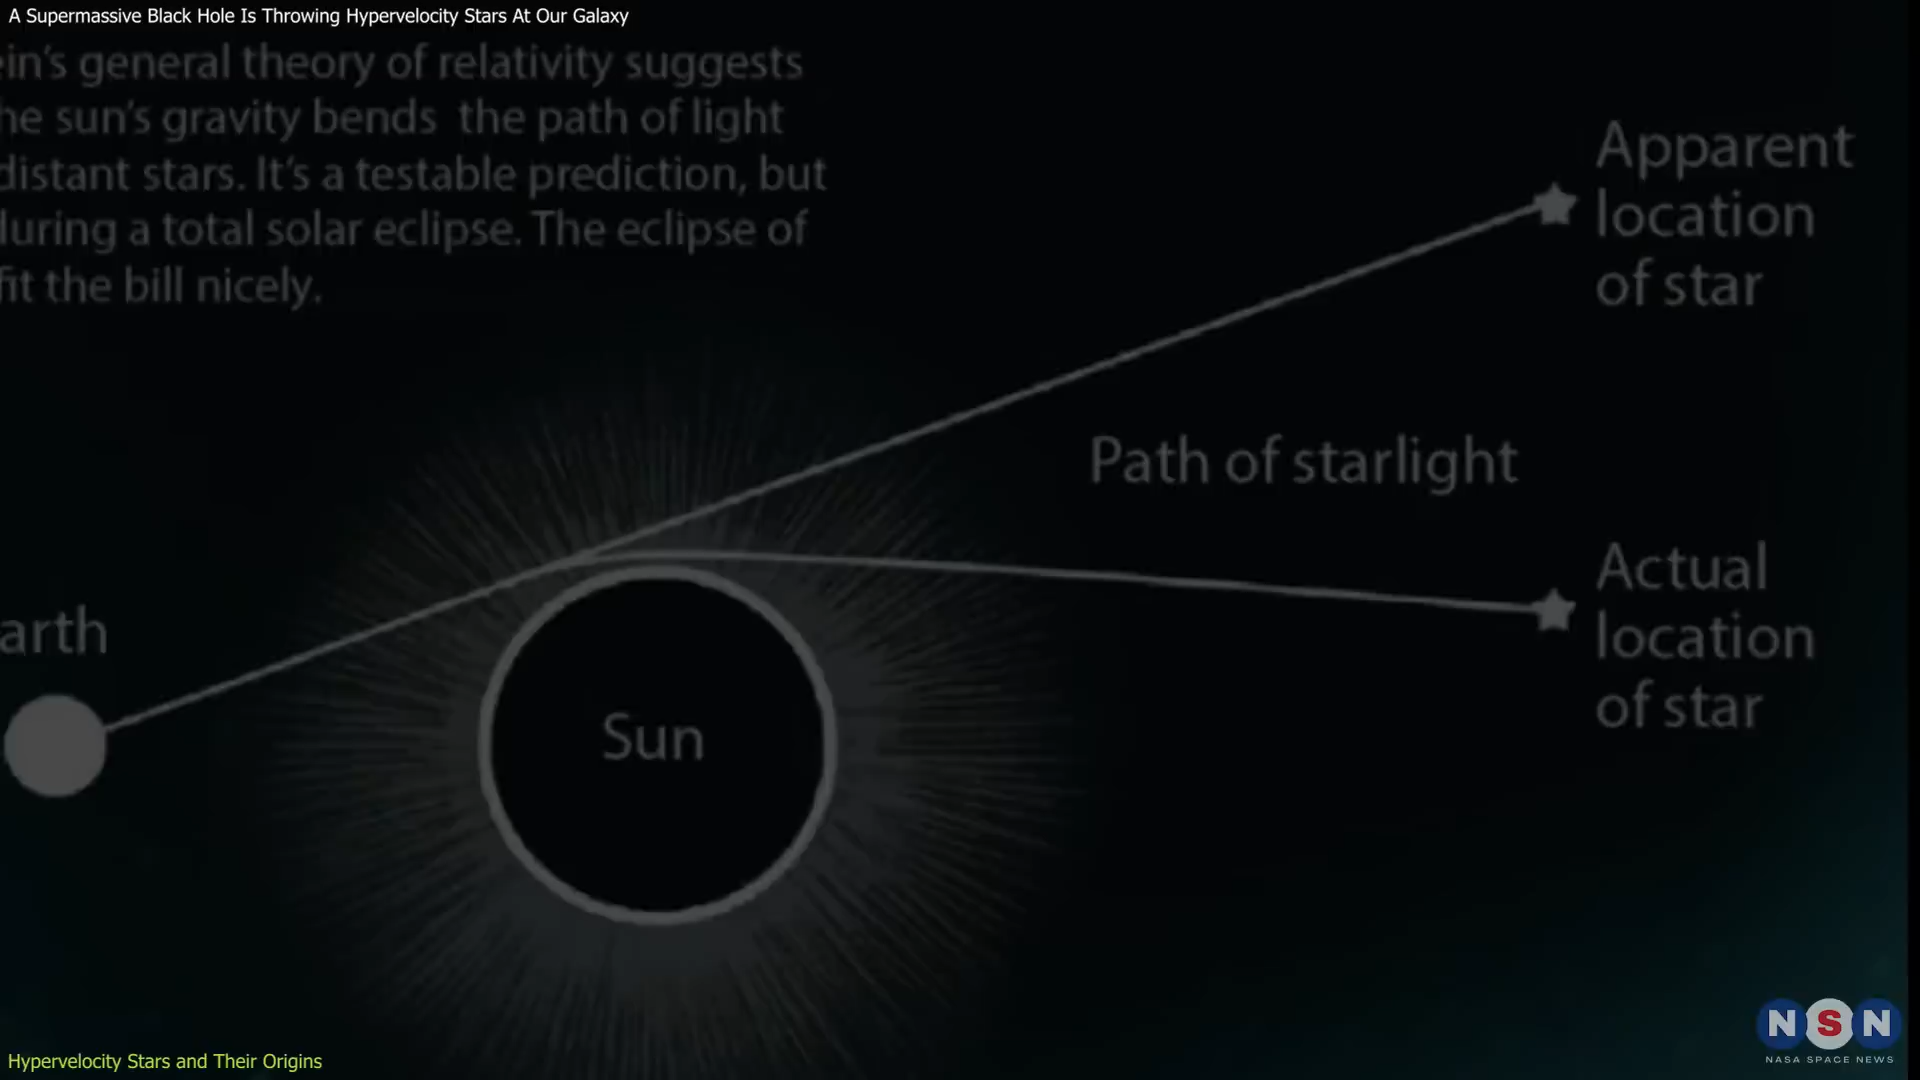 A Supermassive Black Hole Is Throwing Hypervelocity Stars At Our Galaxy
ein's general theory of relativity suggests
he sun's gravity bends the path of light
distant stars. It's a testable prediction, but
during a total solar eclipse. The eclipse of
fit the bill nicely.
Apparent
location
of star
Path of starlight
Actual
location
of star
arth
Sun
NSN
NASA SPACE NEWS
Hypervelocity Stars and Their Origins